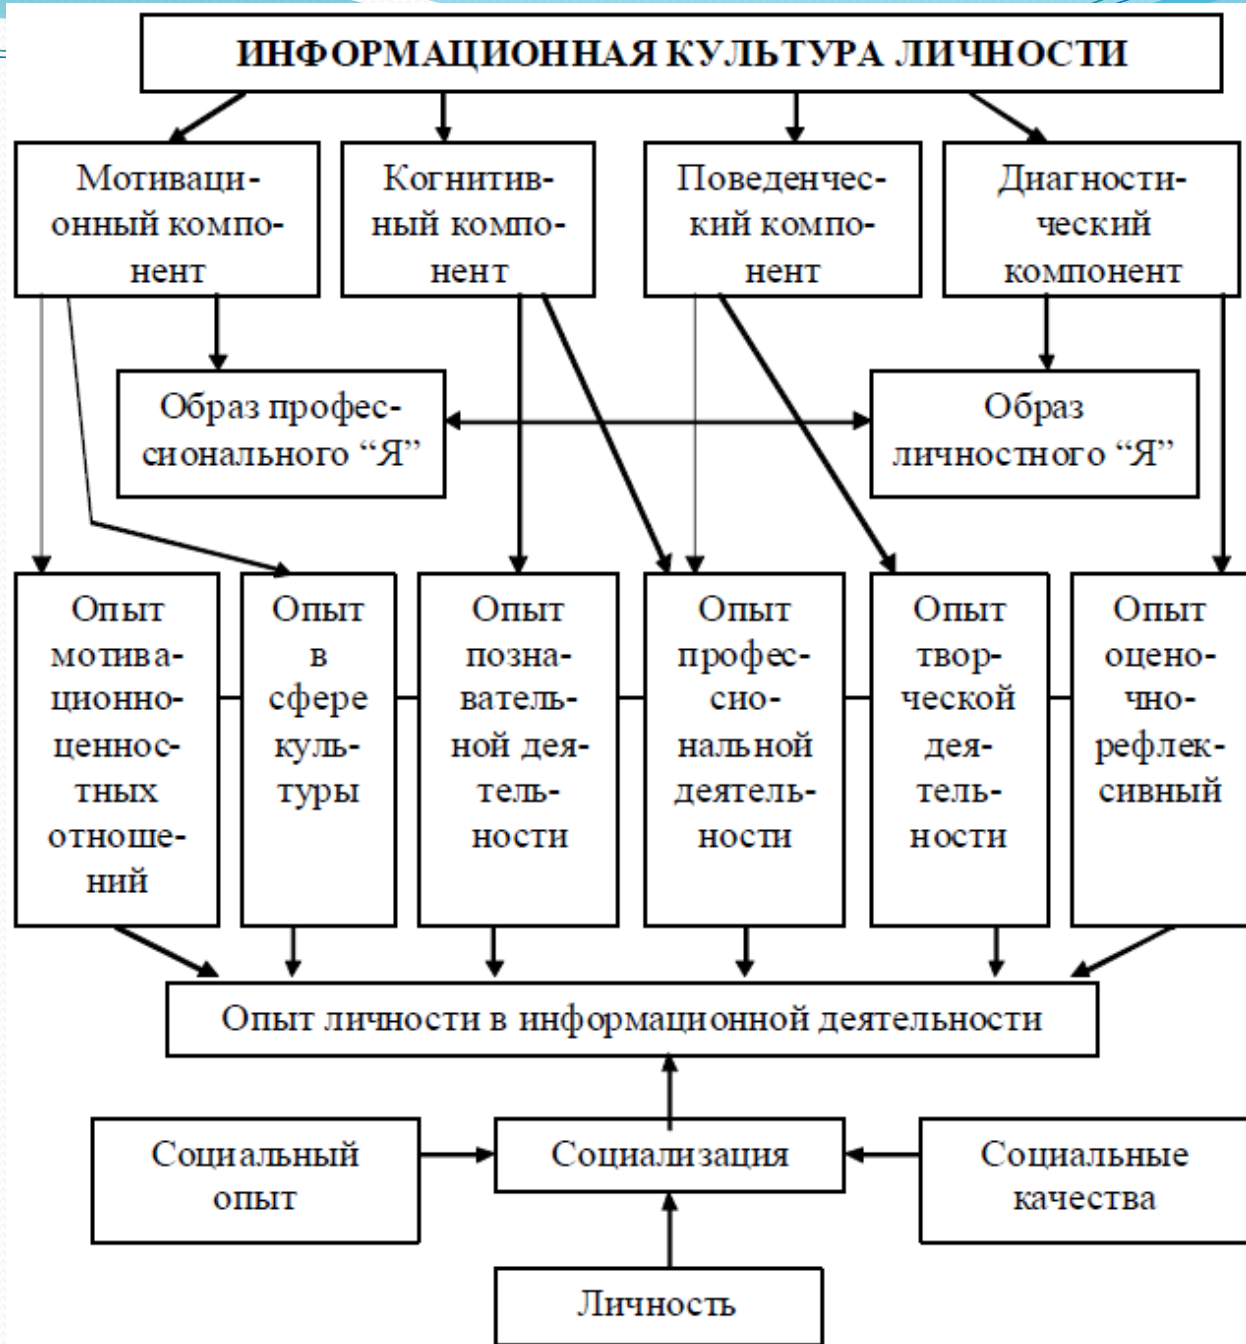 ИНФОРМАЦИОННАЯ КУЛЬТУРА ЛИЧНОСТИ
Мотиваци-
онный компо-
нент
Когнитив-
ный компо-
нент
Поведенчес-
кий компо-
нент
Диагности-
ческий
компонент
Образ профес-
сионального “Я”
Образ
личностного “Я”
Опыт
мотива-
ционно-
ценнос-
тных
отноше-
ний
Опыт
в
сфере
куль-
туры
Опыт
позна-
ватель-
ной дея-
тель-
ности
Опыт
профес-
сио-
нальной
деятель-
ности
Опыт
твор-
ческой
дея-
тель-
ности
Опыт
оцено-
чно-
рефлек-
сивный
Опыт личности в информационной деятельности
Социальный
опыт
Социализация
Социальные
качества
Личность